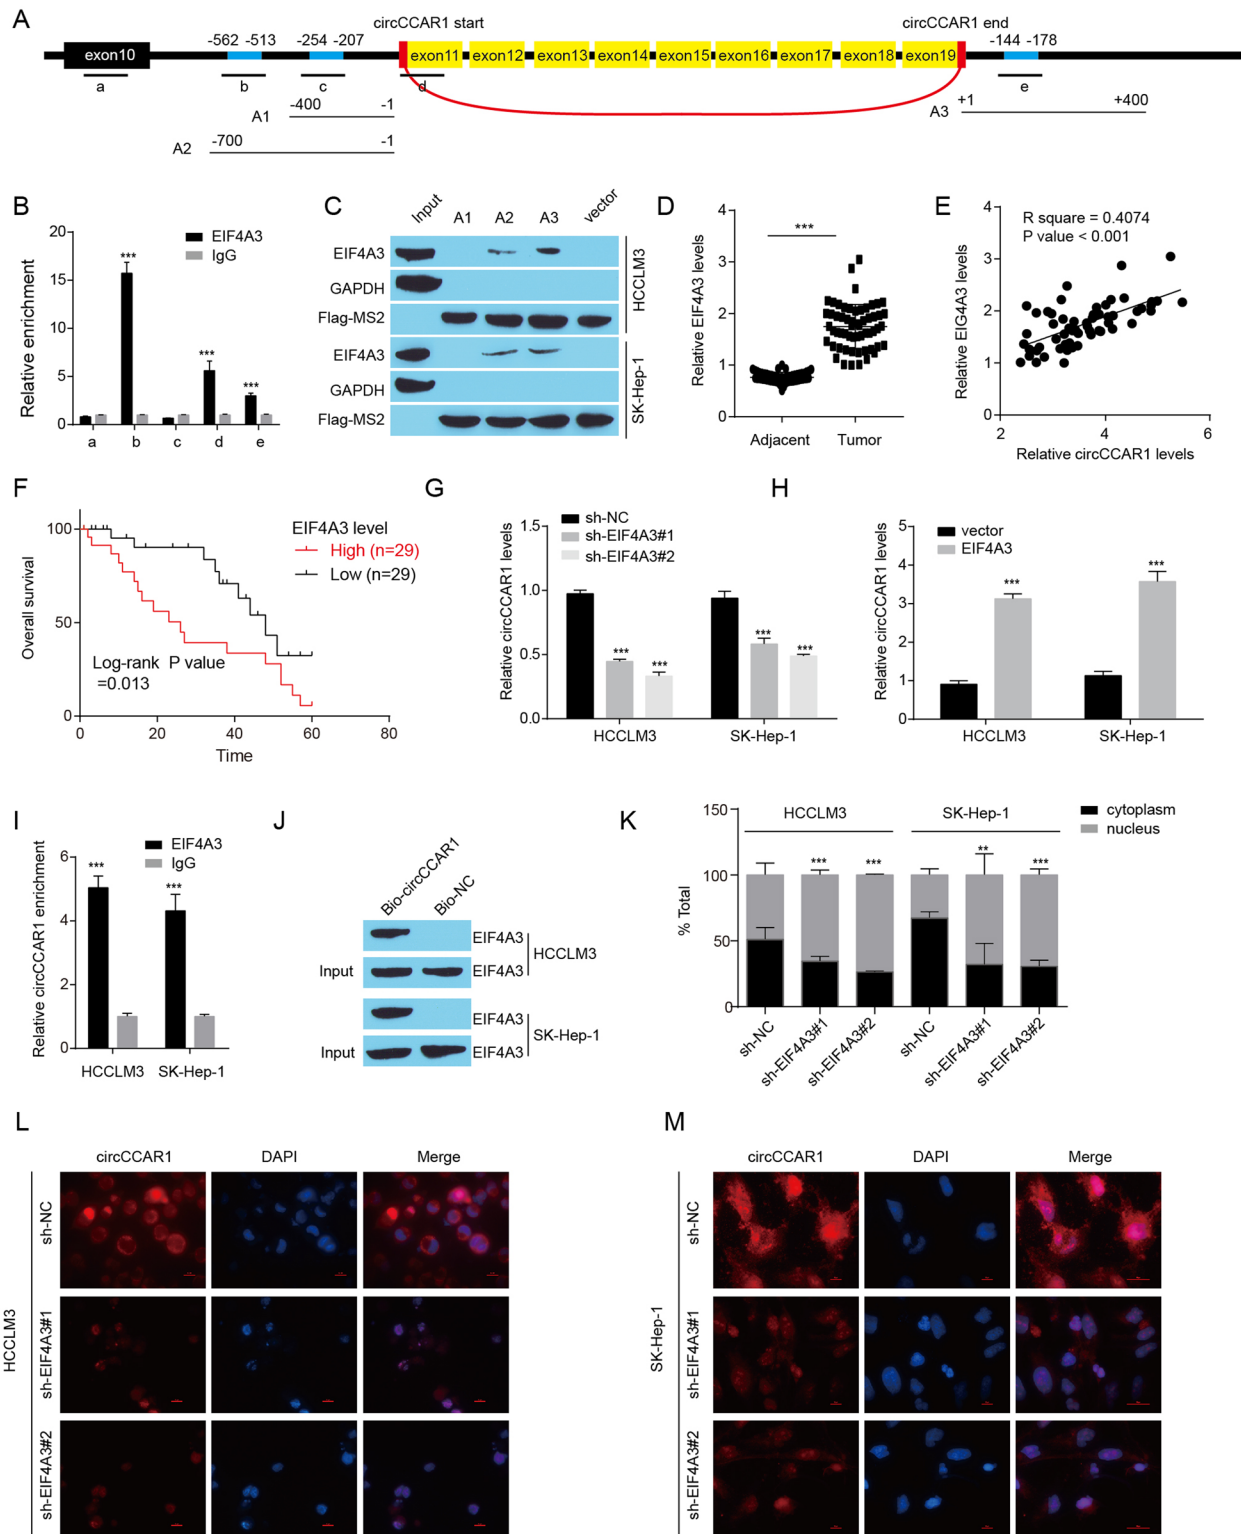 A
circCCAR1 start
circCCAR1 end
-562 -513 -254 -207
-144 -178
exon10 exon11 exon12 exon13 exon14 exon15 exon16 exon17 exon18 exon19
a b c d e
A1 -400 -1
A2 -700 -1
A3 +1 +400
B
EIF4A3
IgG
Relative enrichment
20
15
10
5
0
***
***
***
a b c d e
C
Input A1 A2 A3 vector
EIF4A3
GAPDH
Flag-MS2
HCCLM3
EIF4A3
GAPDH
Flag-MS2
SK-Hep-1
D
Relative EIF4A3 levels
4
3
2
1
0
***
Adjacent Tumor
E
R square = 0.4074
P value < 0.001
Relative EIG4A3 levels
4
3
2
1
0
2 4 6
Relative circCCAR1 levels
F
EIF4A3 level
High (n=29)
Low (n=29)
Overall survival
100
50
0
Log-rank P value
=0.013
0 20 40 60 80
Time
G
sh-NC
sh-EIF4A3#1
sh-EIF4A3#2
Relative circCCAR1 levels
1.5
1.0
0.5
0.0
*** *** *** ***
HCCLM3 SK-Hep-1
H
vector
EIF4A3
Relative circCCAR1 levels
5
4
3
2
1
0
*** ***
HCCLM3 SK-Hep-1
I
EIF4A3
IgG
Relative circCCAR1 enrichment
6
4
2
0
*** ***
HCCLM3 SK-Hep-1
J
Bio-circCCAR1 Bio-NC
EIF4A3
Input EIF4A3
HCCLM3
EIF4A3
Input EIF4A3
SK-Hep-1
K
cytoplasm
nucleus
HCCLM3 SK-Hep-1
% Total
150
100
50
0
*** *** ** ***
sh-NC sh-EIF4A3#1 sh-EIF4A3#2 sh-NC sh-EIF4A3#1 sh-EIF4A3#2
L
circCCAR1 DAPI Merge
HCCLM3
sh-NC
sh-EIF4A3#1
sh-EIF4A3#2
M
circCCAR1 DAPI Merge
SK-Hep-1
sh-NC
sh-EIF4A3#1
sh-EIF4A3#2